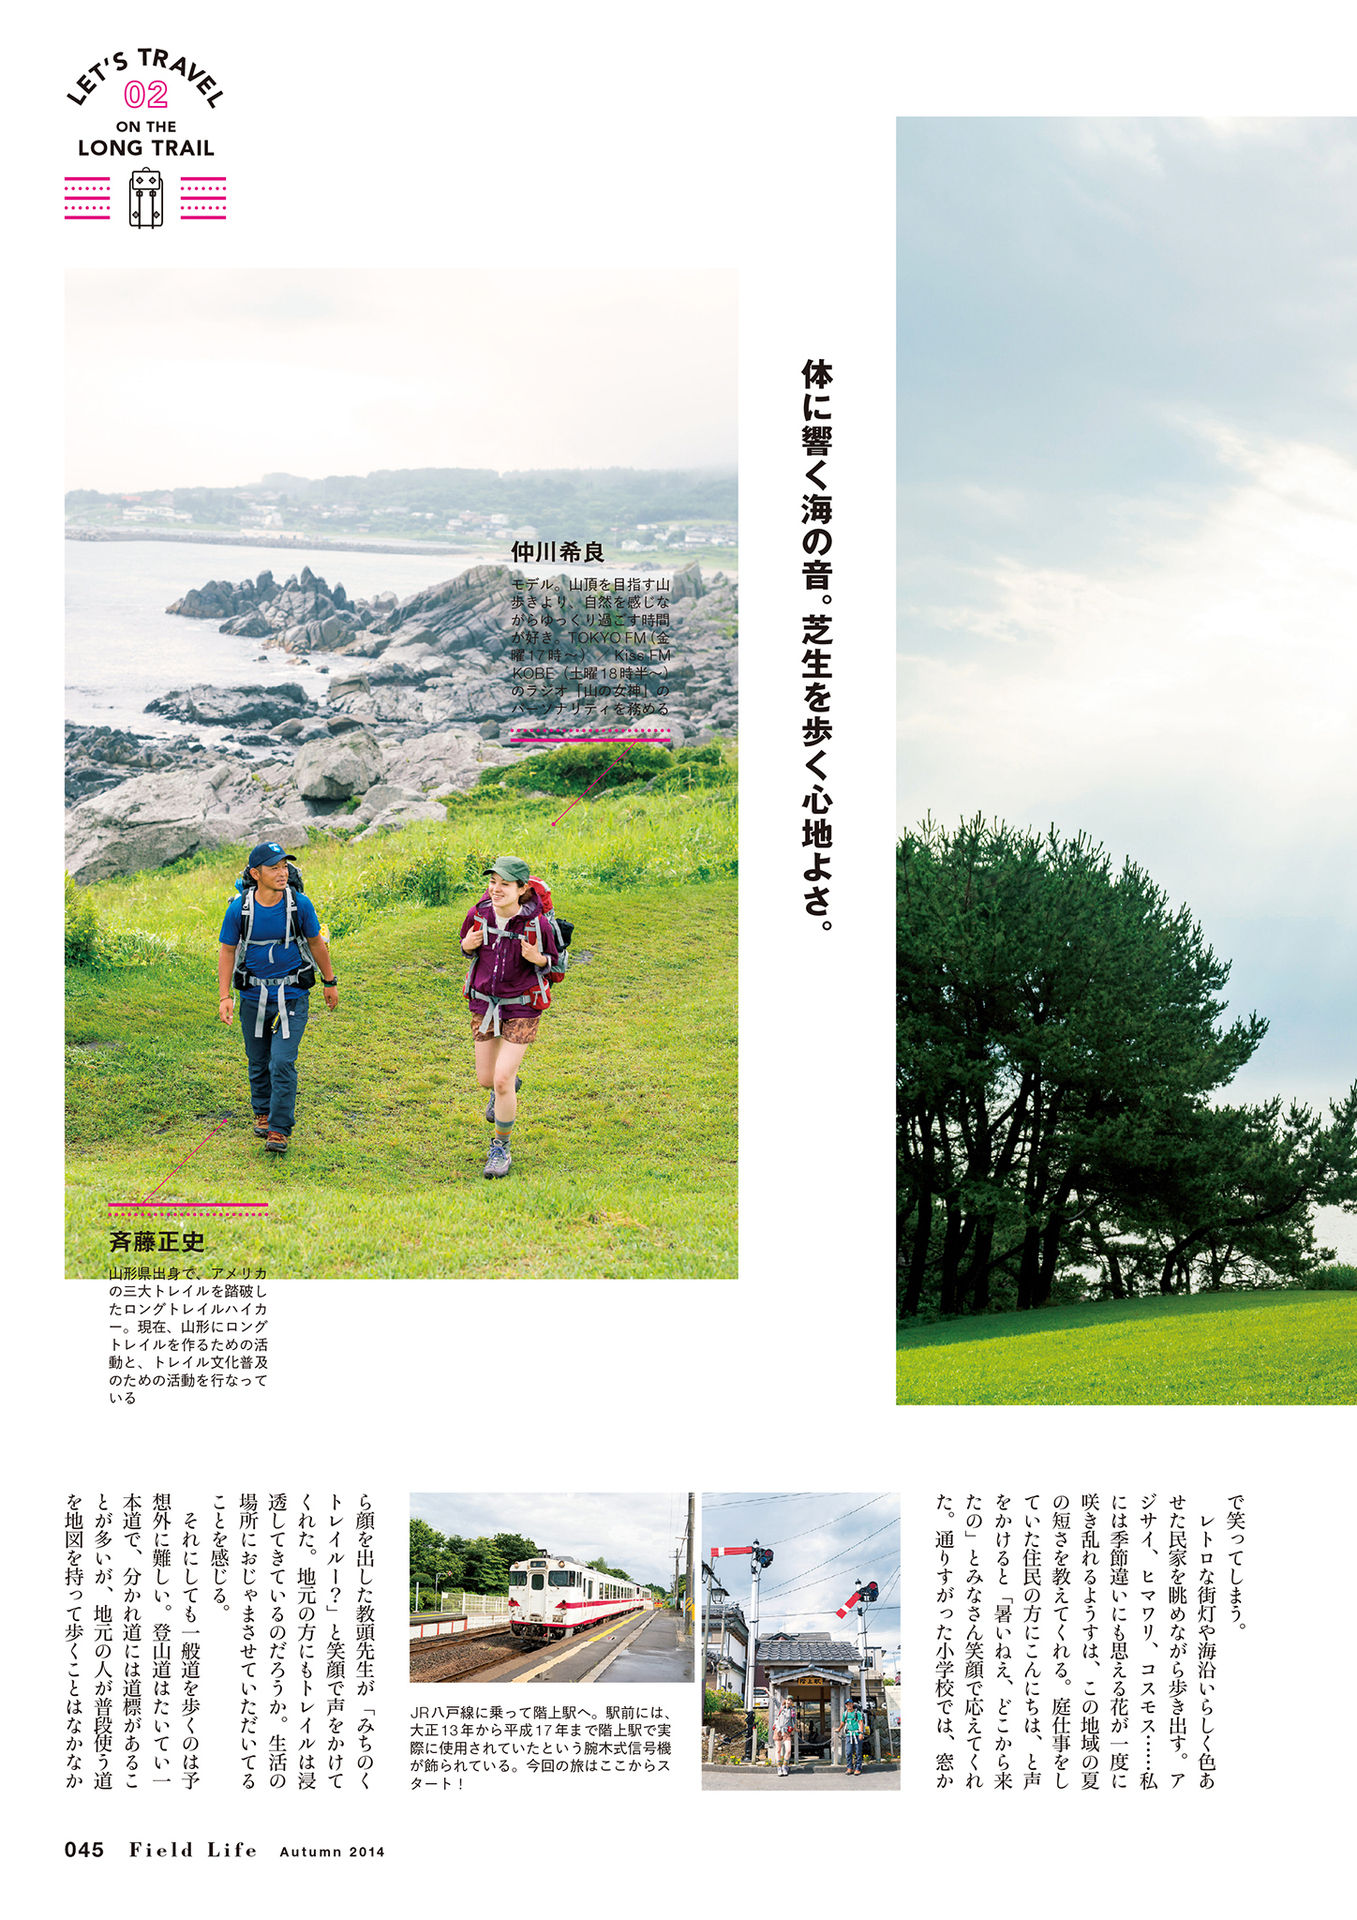 LET'S TRAVEL
02
ON THE
LONG TRAIL
体に響く海の音。芝生を歩く心地よさ。
仲川希良
モデル。山頂を目指す山
歩きより、自然を感じな
がらゆっくり過ごす時間
が好き。TOKYO FM（金
曜17時〜）／Kiss FM
KOBE（土曜18時半〜）
のラジオ「山の女神」の
パーソナリティを務める
斉藤正史
山形県出身で、アメリカ
の三大トレイルを踏破し
たロングトレイルハイカ
ー。現在、山形にロング
トレイルを作るための活
動と、トレイル文化普及
のための活動を行なって
いる
で笑ってしまう。
レトロな街灯や海沿いらしく色あ
せた民家を眺めながら歩き出す。ア
ジサイ、ヒマワリ、コスモス……私
には季節違いにも思える花が一度に
咲き乱れるようすは、この地域の夏
の短さを教えてくれる。庭仕事をし
ていた住民の方にこんにちは、と声
をかけると「暑いねえ、どこから来
たの」とみなさん笑顔で応えてくれ
た。通りすがった小学校では、窓か
ら顔を出した教頭先生が「みちのく
トレイルー？」と笑顔で声をかけて
くれた。地元の方にもトレイルは浸
透してきているのだろうか。生活の
場所におじゃまさせていただいてる
ことを感じる。
それにしても一般道を歩くのは予
想外に難しい。登山道はたいてい一
本道で、分かれ道には道標があるこ
とが多いが、地元の人が普段使う道
を地図を持って歩くことはなかなか
JR八戸線に乗って階上駅へ。駅前には、
大正13年から平成17年まで階上駅で実
際に使用されていたという腕木式信号機
が飾られている。今回の旅はここからス
タート！
階上駅
045 Field Life Autumn 2014